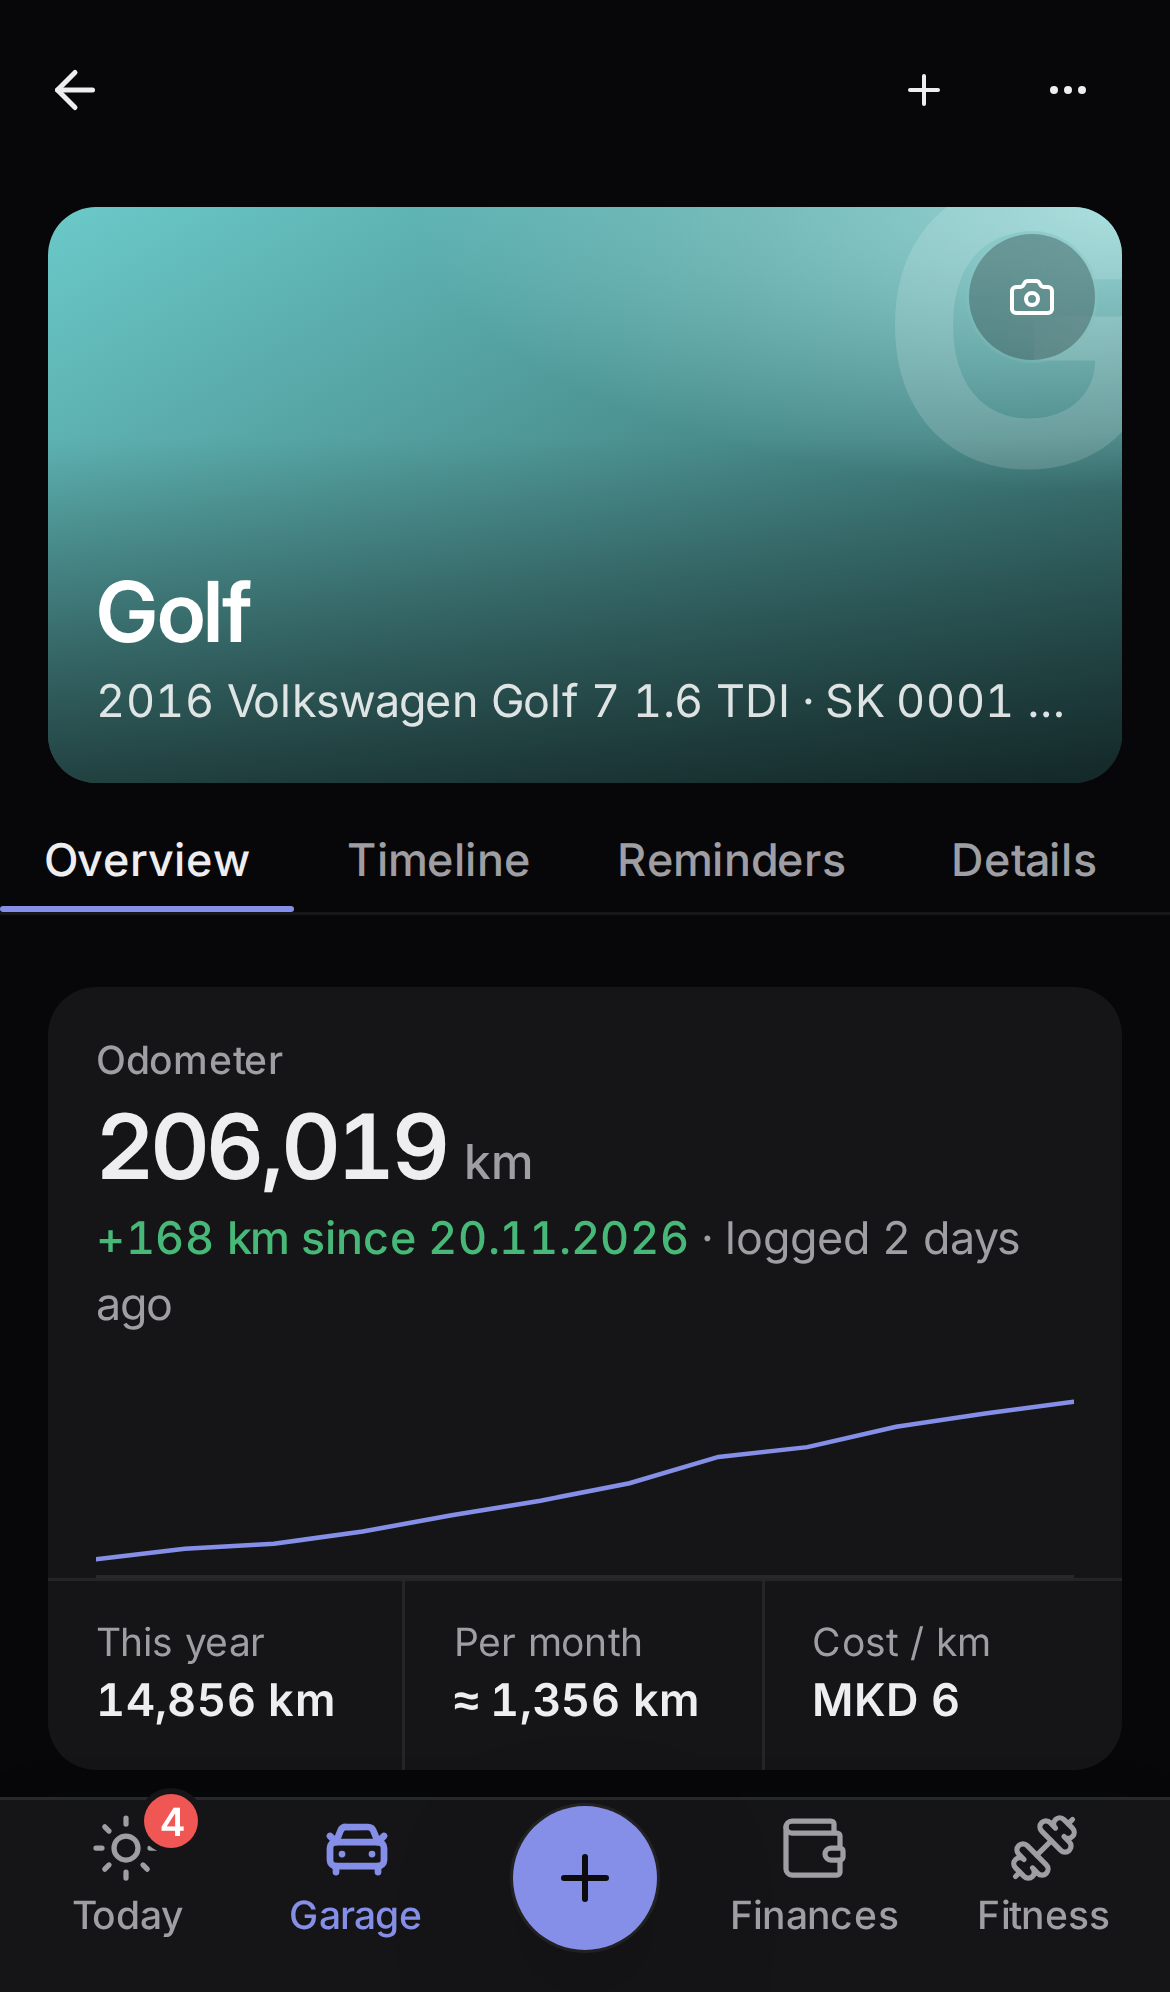 Golf
2016 Volkswagen Golf 7 1.6 TDI · SK 0001 ...
Overview Timeline Reminders Details
Odometer
206,019 km
+168 km since 20.11.2026 · logged 2 days
ago
This year Per month Cost / km
14,856 km ≈ 1,356 km MKD 6
4
Today Garage Finances Fitness